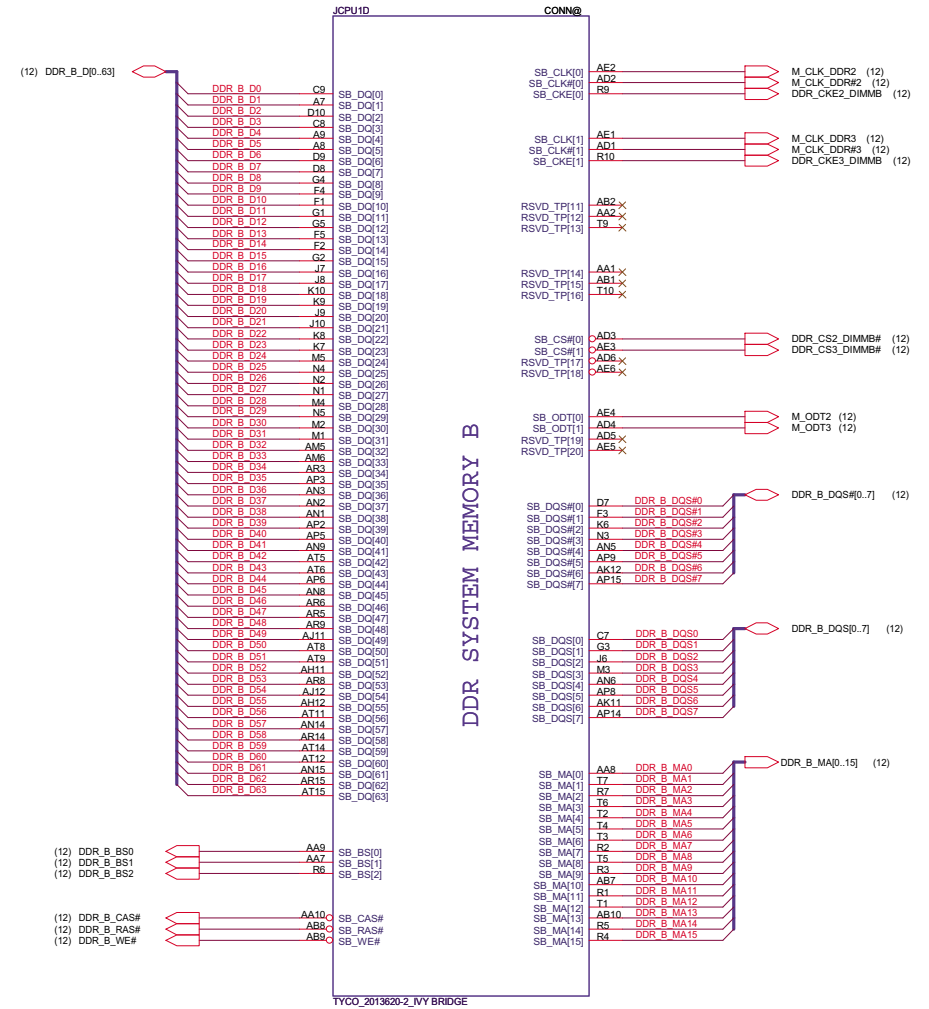 JCPU1D CONN@
(12) DDR_B_D[0..63]
DDR_B_D0 C9 SB_DQ[0]
DDR_B_D1 A7 SB_DQ[1]
DDR_B_D2 D10 SB_DQ[2]
DDR_B_D3 C8 SB_DQ[3]
DDR_B_D4 A9 SB_DQ[4]
DDR_B_D5 A8 SB_DQ[5]
DDR_B_D6 D9 SB_DQ[6]
DDR_B_D7 D8 SB_DQ[7]
DDR_B_D8 G4 SB_DQ[8]
DDR_B_D9 F4 SB_DQ[9]
DDR_B_D10 F1 SB_DQ[10]
DDR_B_D11 G1 SB_DQ[11]
DDR_B_D12 G5 SB_DQ[12]
DDR_B_D13 F5 SB_DQ[13]
DDR_B_D14 F2 SB_DQ[14]
DDR_B_D15 G2 SB_DQ[15]
DDR_B_D16 J7 SB_DQ[16]
DDR_B_D17 J8 SB_DQ[17]
DDR_B_D18 K10 SB_DQ[18]
DDR_B_D19 K9 SB_DQ[19]
DDR_B_D20 J9 SB_DQ[20]
DDR_B_D21 J10 SB_DQ[21]
DDR_B_D22 K8 SB_DQ[22]
DDR_B_D23 K7 SB_DQ[23]
DDR_B_D24 M5 SB_DQ[24]
DDR_B_D25 N4 SB_DQ[25]
DDR_B_D26 N2 SB_DQ[26]
DDR_B_D27 N1 SB_DQ[27]
DDR_B_D28 M4 SB_DQ[28]
DDR_B_D29 N5 SB_DQ[29]
DDR_B_D30 M2 SB_DQ[30]
DDR_B_D31 M1 SB_DQ[31]
DDR_B_D32 AM5 SB_DQ[32]
DDR_B_D33 AM6 SB_DQ[33]
DDR_B_D34 AR3 SB_DQ[34]
DDR_B_D35 AP3 SB_DQ[35]
DDR_B_D36 AN3 SB_DQ[36]
DDR_B_D37 AN2 SB_DQ[37]
DDR_B_D38 AN1 SB_DQ[38]
DDR_B_D39 AP2 SB_DQ[39]
DDR_B_D40 AP5 SB_DQ[40]
DDR_B_D41 AN9 SB_DQ[41]
DDR_B_D42 AT5 SB_DQ[42]
DDR_B_D43 AT6 SB_DQ[43]
DDR_B_D44 AP6 SB_DQ[44]
DDR_B_D45 AN8 SB_DQ[45]
DDR_B_D46 AR6 SB_DQ[46]
DDR_B_D47 AR5 SB_DQ[47]
DDR_B_D48 AR9 SB_DQ[48]
DDR_B_D49 AJ11 SB_DQ[49]
DDR_B_D50 AT8 SB_DQ[50]
DDR_B_D51 AT9 SB_DQ[51]
DDR_B_D52 AH11 SB_DQ[52]
DDR_B_D53 AR8 SB_DQ[53]
DDR_B_D54 AJ12 SB_DQ[54]
DDR_B_D55 AH12 SB_DQ[55]
DDR_B_D56 AT11 SB_DQ[56]
DDR_B_D57 AN14 SB_DQ[57]
DDR_B_D58 AR14 SB_DQ[58]
DDR_B_D59 AT14 SB_DQ[59]
DDR_B_D60 AT12 SB_DQ[60]
DDR_B_D61 AN15 SB_DQ[61]
DDR_B_D62 AR15 SB_DQ[62]
DDR_B_D63 AT15 SB_DQ[63]
(12) DDR_B_BS0 AA9 SB_BS[0]
(12) DDR_B_BS1 AA7 SB_BS[1]
(12) DDR_B_BS2 R6 SB_BS[2]
(12) DDR_B_CAS# AA10 SB_CAS#
(12) DDR_B_RAS# AB8 SB_RAS#
(12) DDR_B_WE# AB9 SB_WE#
DDR SYSTEM MEMORY B
SB_CLK[0] AE2 M_CLK_DDR2 (12)
SB_CLK#[0] AD2 M_CLK_DDR#2 (12)
SB_CKE[0] R9 DDR_CKE2_DIMMB (12)
SB_CLK[1] AE1 M_CLK_DDR3 (12)
SB_CLK#[1] AD1 M_CLK_DDR#3 (12)
SB_CKE[1] R10 DDR_CKE3_DIMMB (12)
RSVD_TP[11] AB2
RSVD_TP[12] AA2
RSVD_TP[13] T9
RSVD_TP[14] AA1
RSVD_TP[15] AB1
RSVD_TP[16] T10
SB_CS#[0] AD3 DDR_CS2_DIMMB# (12)
SB_CS#[1] AE3 DDR_CS3_DIMMB# (12)
RSVD_TP[17] AD6
RSVD_TP[18] AE6
SB_ODT[0] AE4 M_ODT2 (12)
SB_ODT[1] AD4 M_ODT3 (12)
RSVD_TP[19] AD5
RSVD_TP[20] AE5
DDR_B_DQS#[0..7] (12)
SB_DQS#[0] D7 DDR_B_DQS#0
SB_DQS#[1] F3 DDR_B_DQS#1
SB_DQS#[2] K6 DDR_B_DQS#2
SB_DQS#[3] N3 DDR_B_DQS#3
SB_DQS#[4] AN5 DDR_B_DQS#4
SB_DQS#[5] AP9 DDR_B_DQS#5
SB_DQS#[6] AK12 DDR_B_DQS#6
SB_DQS#[7] AP15 DDR_B_DQS#7
DDR_B_DQS[0..7] (12)
SB_DQS[0] C7 DDR_B_DQS0
SB_DQS[1] G3 DDR_B_DQS1
SB_DQS[2] J6 DDR_B_DQS2
SB_DQS[3] M3 DDR_B_DQS3
SB_DQS[4] AN6 DDR_B_DQS4
SB_DQS[5] AP8 DDR_B_DQS5
SB_DQS[6] AK11 DDR_B_DQS6
SB_DQS[7] AP14 DDR_B_DQS7
DDR_B_MA[0..15] (12)
SB_MA[0] AA8 DDR_B_MA0
SB_MA[1] T7 DDR_B_MA1
SB_MA[2] R7 DDR_B_MA2
SB_MA[3] T6 DDR_B_MA3
SB_MA[4] T2 DDR_B_MA4
SB_MA[5] T4 DDR_B_MA5
SB_MA[6] T3 DDR_B_MA6
SB_MA[7] R2 DDR_B_MA7
SB_MA[8] T5 DDR_B_MA8
SB_MA[9] R3 DDR_B_MA9
SB_MA[10] AB7 DDR_B_MA10
SB_MA[11] R1 DDR_B_MA11
SB_MA[12] T1 DDR_B_MA12
SB_MA[13] AB10 DDR_B_MA13
SB_MA[14] R5 DDR_B_MA14
SB_MA[15] R4 DDR_B_MA15
TYCO_2013620-2_IVY BRIDGE